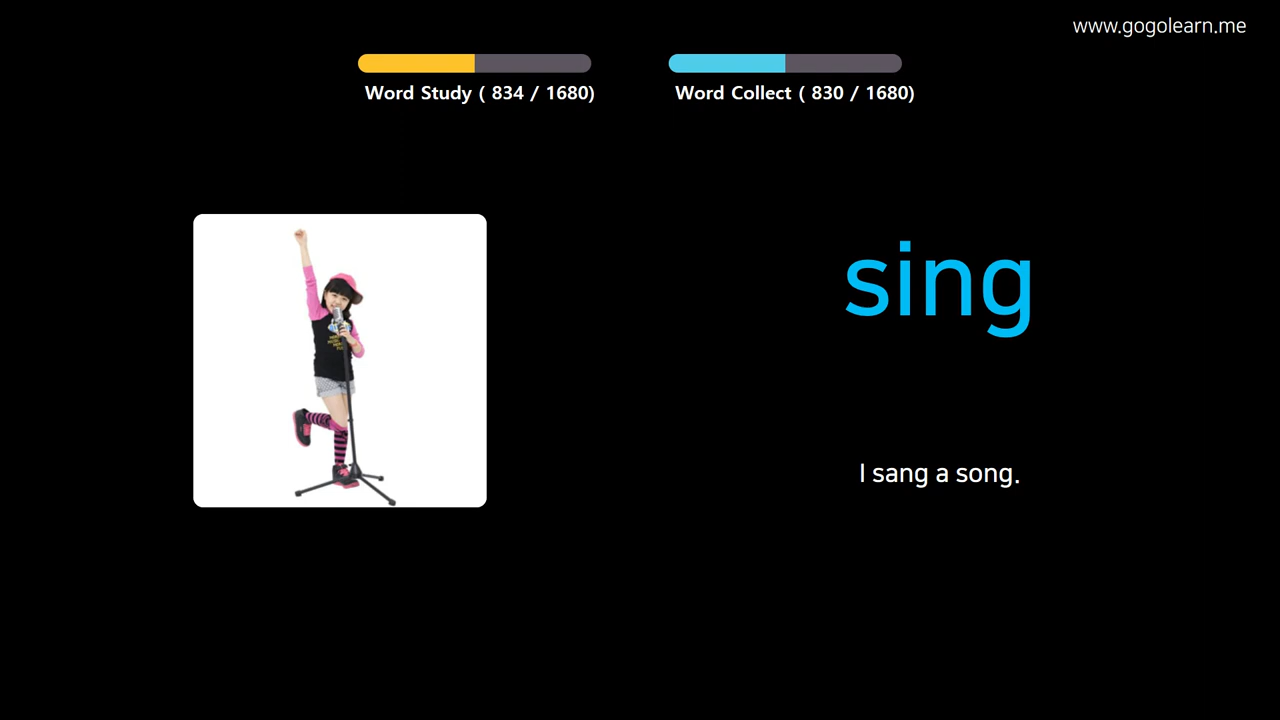 www.gogolearn.me
Word Study ( 834 / 1680)
Word Collect ( 830 / 1680)
sing
I sang a song.